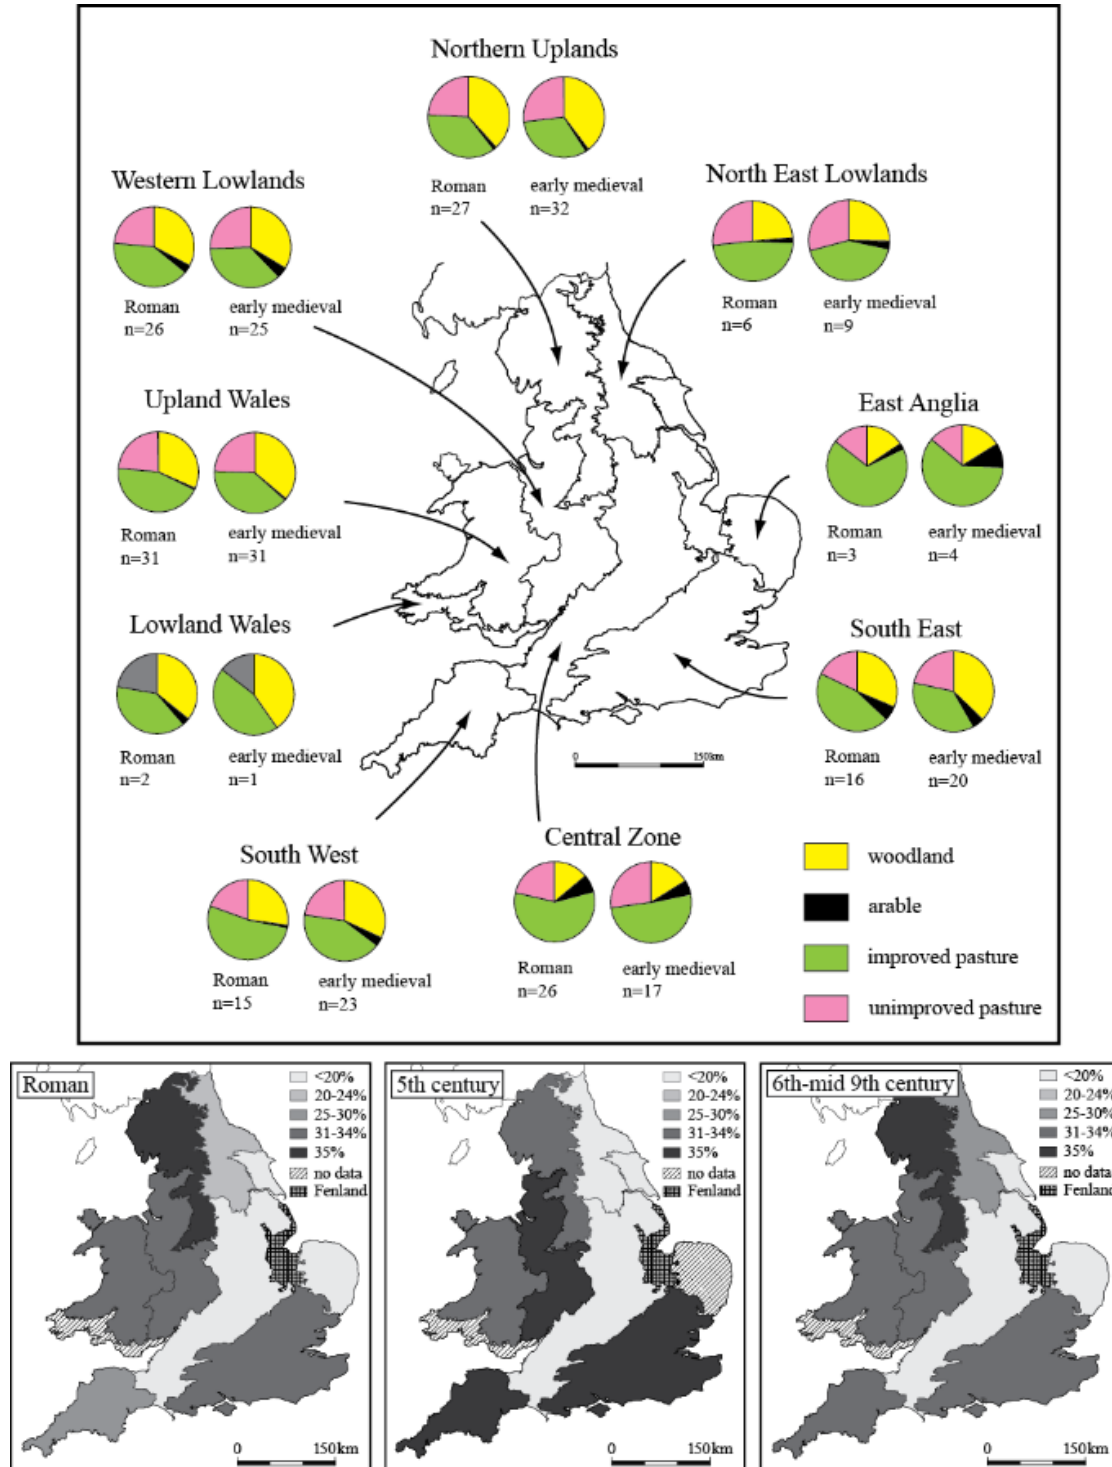 Northern Uplands
Roman
n=27
early medieval
n=32
Western Lowlands
Roman
n=26
early medieval
n=25
North East Lowlands
Roman
n=6
early medieval
n=9
Upland Wales
Roman
n=31
early medieval
n=31
East Anglia
Roman
n=3
early medieval
n=4
Lowland Wales
Roman
n=2
early medieval
n=1
South East
Roman
n=16
early medieval
n=20
0
150km
South West
Roman
n=15
early medieval
n=23
Central Zone
Roman
n=26
early medieval
n=17
woodland
arable
improved pasture
unimproved pasture
Roman
<20%
20-24%
25-30%
31-34%
35%
no data
Fenland
0
150km
5th century
<20%
20-24%
25-30%
31-34%
35%
no data
Fenland
0
150km
6th-mid 9th century
<20%
20-24%
25-30%
31-34%
35%
no data
Fenland
0
150km